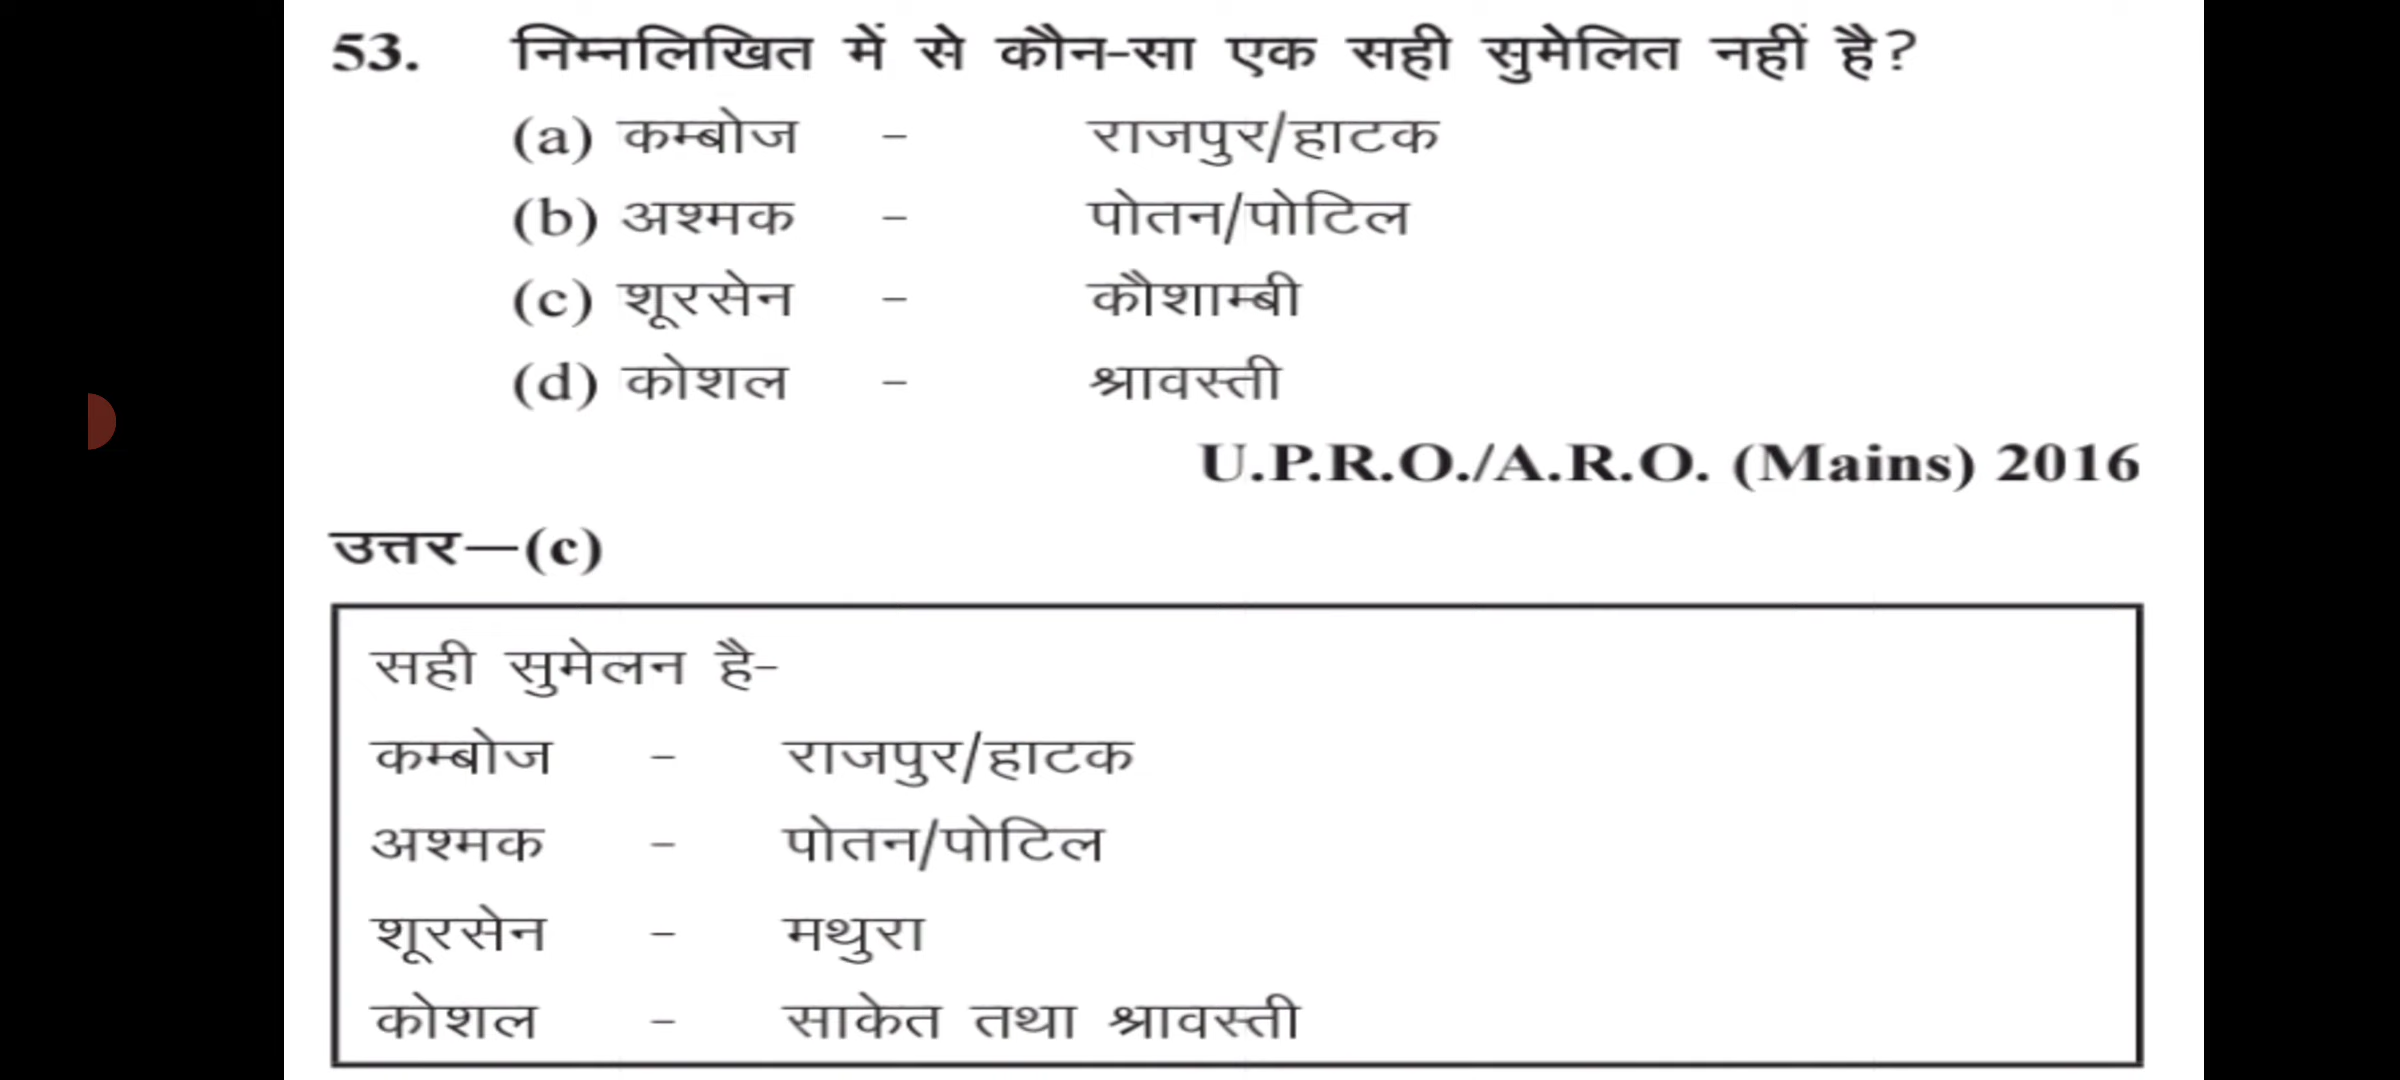 53. निम्नलिखित में से कौन-सा एक सही सुमेलित नहीं है?
(a) कम्बोज - राजपुर/हाटक
(b) अश्मक - पोतन/पोटिल
(c) शूरसेन - कौशाम्बी
(d) कोशल - श्रावस्ती
U.P.R.O./A.R.O. (Mains) 2016
उत्तर—(c)
सही सुमेलन है-
कम्बोज - राजपुर/हाटक
अश्मक - पोतन/पोटिल
शूरसेन - मथुरा
कोशल - साकेत तथा श्रावस्ती